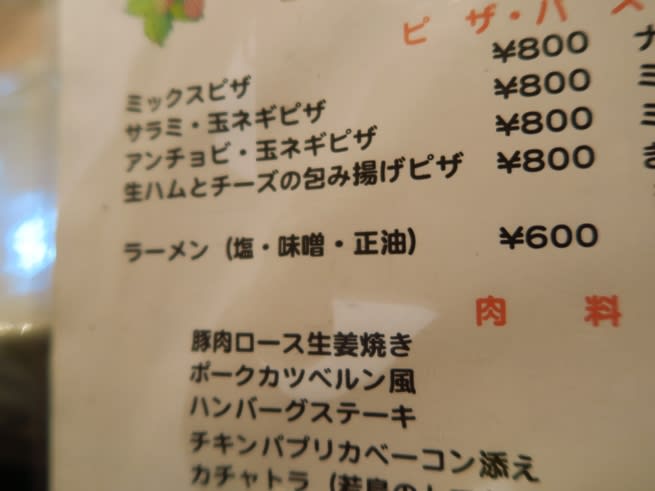 ピザ・パス
ミックスピザ ¥800
サラミ・玉ネギピザ ¥800
アンチョビ・玉ネギピザ ¥800
生ハムとチーズの包み揚げピザ ¥800
ラーメン（塩・味噌・正油） ¥600
肉料
豚肉ロース生姜焼き
ポークカツベルン風
ハンバーグステーキ
チキンパプリカベーコン添え
カチャトラ（若鳥の